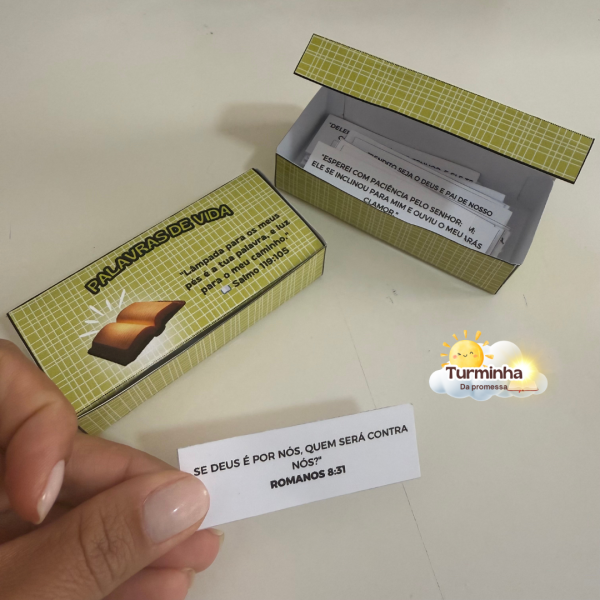 PALAVRAS DE VIDA
"Lâmpada para os meus
pés é a tua palavra, e luz
para o meu caminho."
Salmo 119:105
"ESPEREI COM PACIÊNCIA PELO SENHOR;
ELE SE INCLINOU PARA MIM E OUVIU O MEU
CLAMOR."
SEJA O DEUS E PAI DE NOSSO
Turminha
Da promessa
SE DEUS É POR NÓS, QUEM SERÁ CONTRA
NÓS?"
ROMANOS 8:31